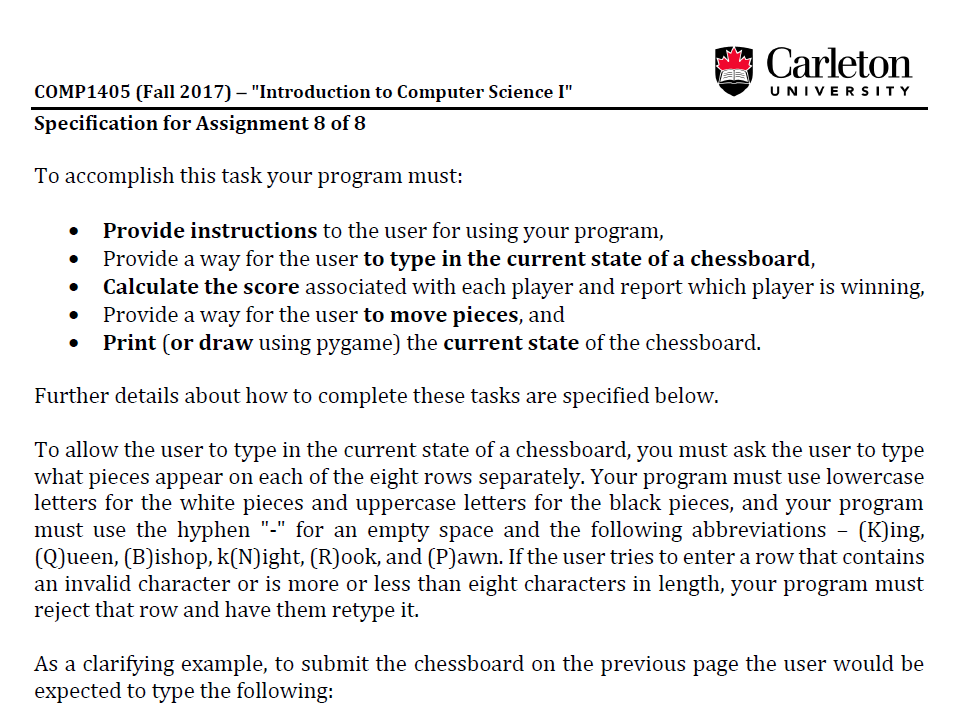 Carleton
UNIVERSITY
COMP1405 (Fall 2017) – "Introduction to Computer Science I"
Specification for Assignment 8 of 8
To accomplish this task your program must:
• Provide instructions to the user for using your program,
• Provide a way for the user to type in the current state of a chessboard,
• Calculate the score associated with each player and report which player is winning,
• Provide a way for the user to move pieces, and
• Print (or draw using pygame) the current state of the chessboard.
Further details about how to complete these tasks are specified below.
To allow the user to type in the current state of a chessboard, you must ask the user to type
what pieces appear on each of the eight rows separately. Your program must use lowercase
letters for the white pieces and uppercase letters for the black pieces, and your program
must use the hyphen "-" for an empty space and the following abbreviations – (K)ing,
(Q)ueen, (B)ishop, k(N)ight, (R)ook, and (P)awn. If the user tries to enter a row that contains
an invalid character or is more or less than eight characters in length, your program must
reject that row and have them retype it.
As a clarifying example, to submit the chessboard on the previous page the user would be
expected to type the following: